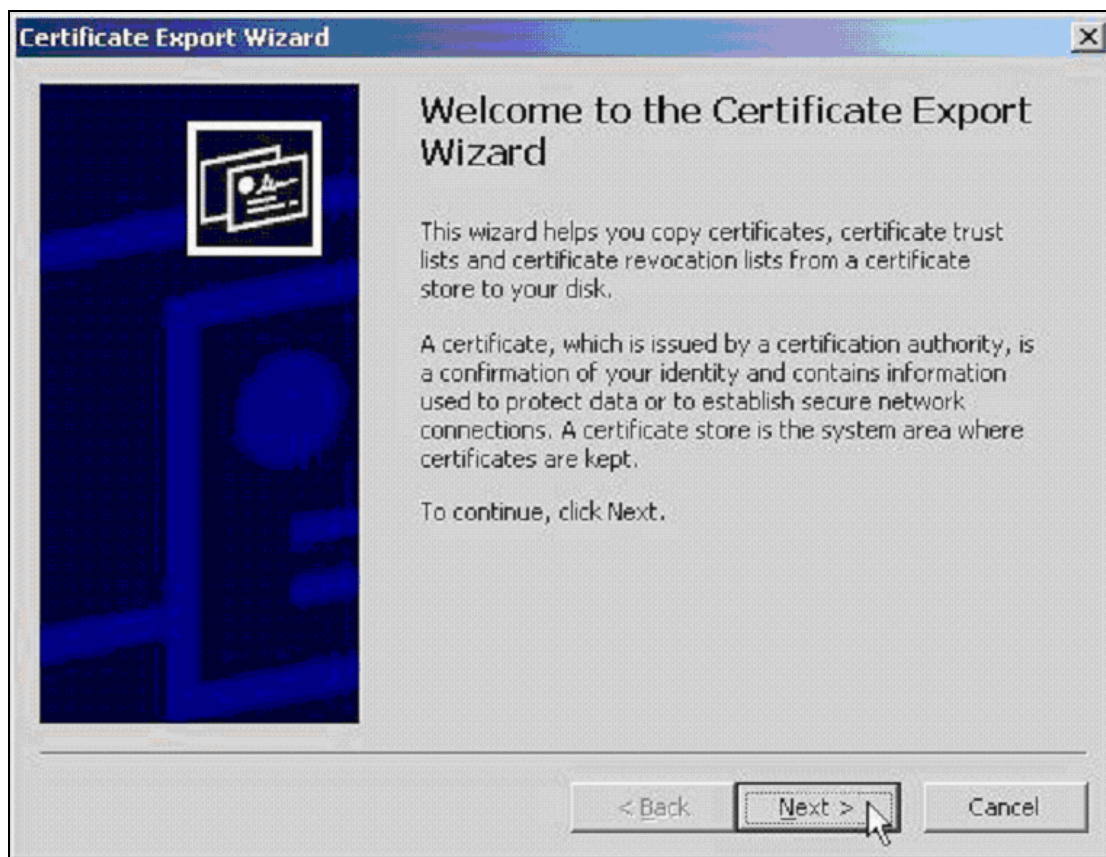 Certificate Export Wizard
Welcome to the Certificate Export
Wizard
This wizard helps you copy certificates, certificate trust
lists and certificate revocation lists from a certificate
store to your disk.
A certificate, which is issued by a certification authority, is
a confirmation of your identity and contains information
used to protect data or to establish secure network
connections. A certificate store is the system area where
certificates are kept.
To continue, click Next.
< Back
Next >
Cancel